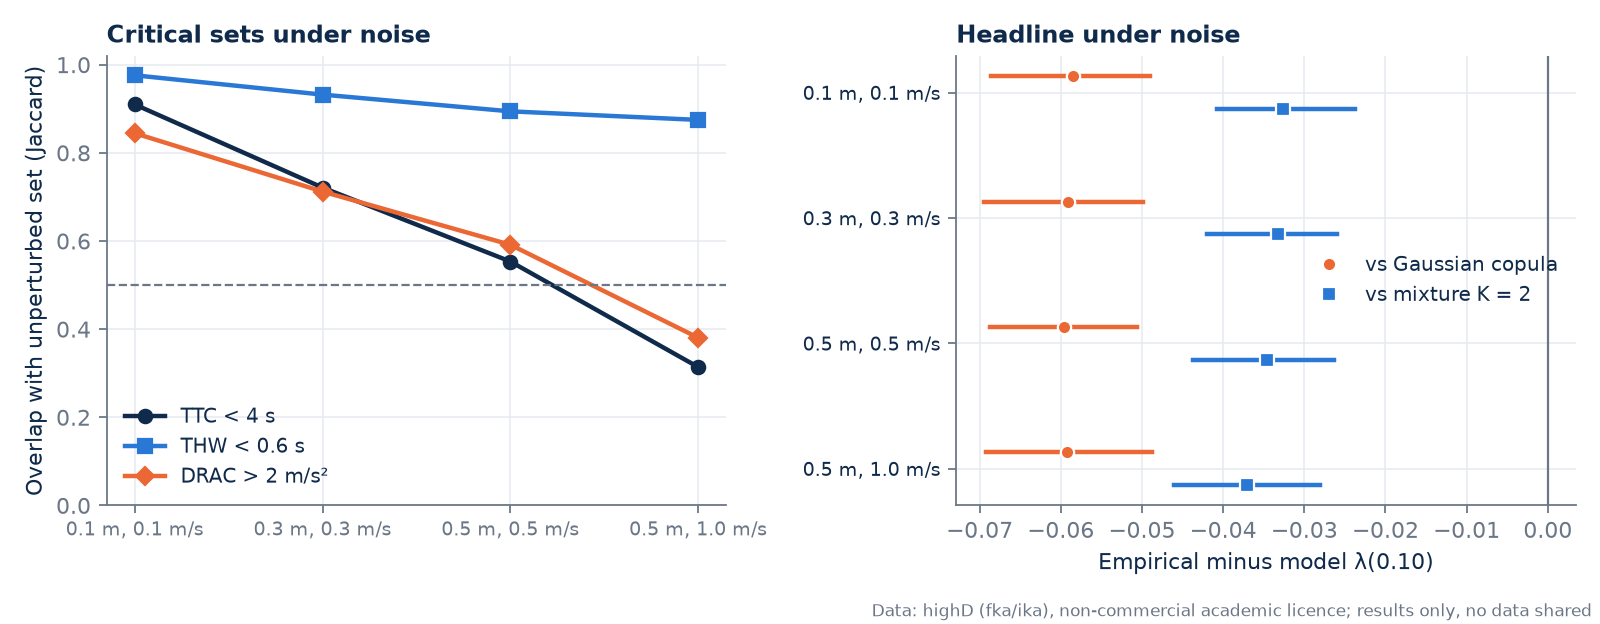 Critical sets under noise
Overlap with unperturbed set (Jaccard)
1.0
0.8
0.6
0.4
0.2
0.0
TTC < 4 s
THW < 0.6 s
DRAC > 2 m/s²
0.1 m, 0.1 m/s
0.3 m, 0.3 m/s
0.5 m, 0.5 m/s
0.5 m, 1.0 m/s
Headline under noise
0.1 m, 0.1 m/s
0.3 m, 0.3 m/s
0.5 m, 0.5 m/s
0.5 m, 1.0 m/s
vs Gaussian copula
vs mixture K = 2
−0.07 −0.06 −0.05 −0.04 −0.03 −0.02 −0.01 0.00
Empirical minus model λ(0.10)
Data: highD (fka/ika), non-commercial academic licence; results only, no data shared